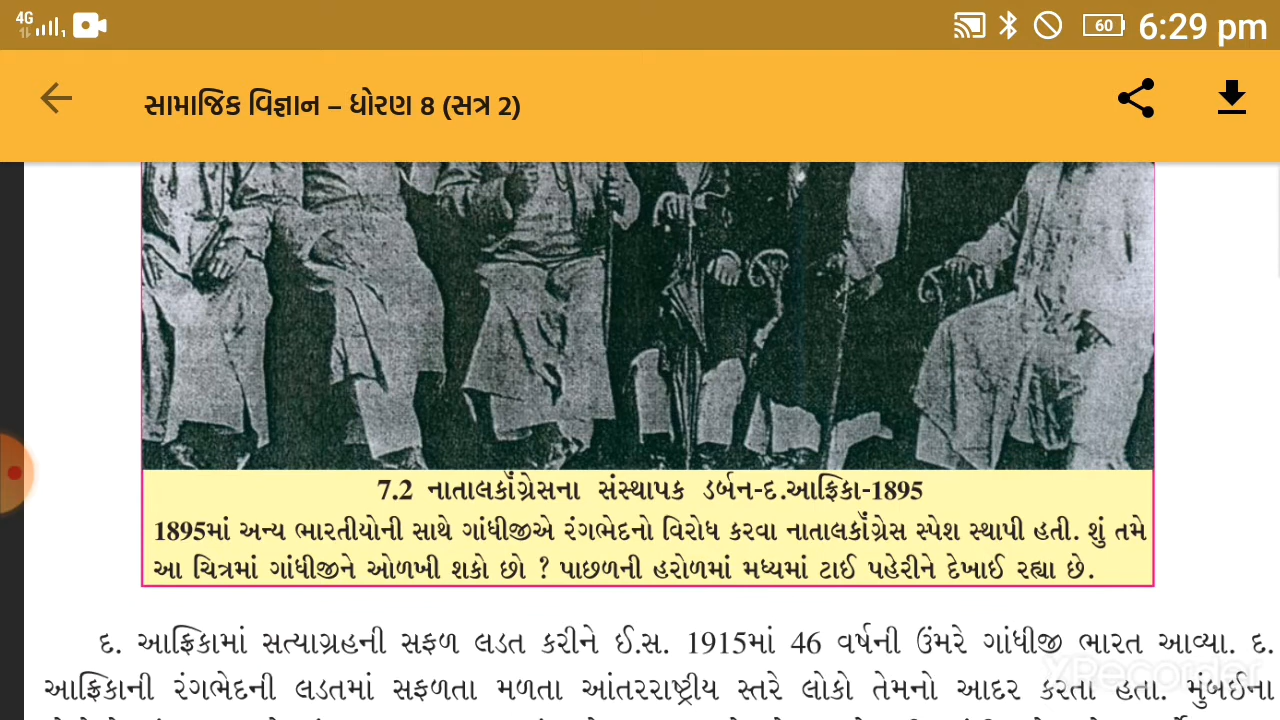 4G
60 6:29 pm
સામાજિક વિજ્ઞાન – ધોરણ 8 (સત્ર 2)
7.2 નાતાલકૉંગ્રેસના સંસ્થાપક ડર્બન-દ.આફ્રિકા-1895
1895માં અન્ય ભારતીયોની સાથે ગાંધીજીએ રંગભેદનો વિરોધ કરવા નાતાલકૉંગ્રેસ સ્પેશ સ્થાપી હતી. શું તમે
આ ચિત્રમાં ગાંધીજીને ઓળખી શકો છો ? પાછળની હરોળમાં મધ્યમાં ટાઈ પહેરીને દેખાઈ રહ્યા છે.
દ. આફ્રિકામાં સત્યાગ્રહની સફળ લડત કરીને ઈ.સ. 1915માં 46 વર્ષની ઉંમરે ગાંધીજી ભારત આવ્યા. દ.
આફ્રિકાની રંગભેદની લડતમાં સફળતા મળતા આંતરરાષ્ટ્રીય સ્તરે લોકો તેમનો આદર કરતા હતા. મુંબઈના
XPRecorder